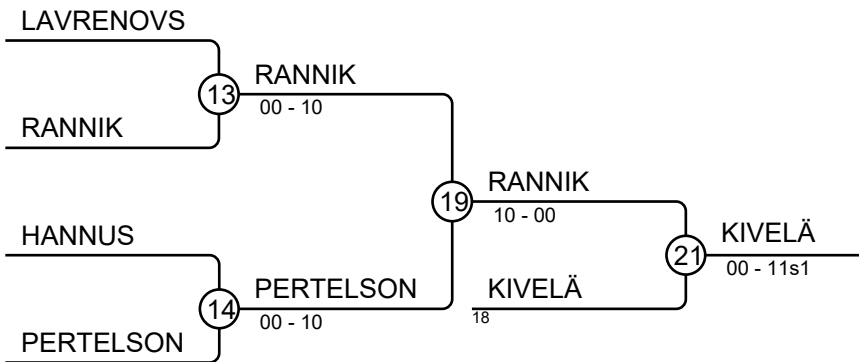 LAVRENOVS
13
RANNIK
00 - 10
RANNIK
19
RANNIK
10 - 00
HANNUS
21
KIVELÄ
00 - 11s1
14
PERTELSON
00 - 10
KIVELÄ
18
PERTELSON